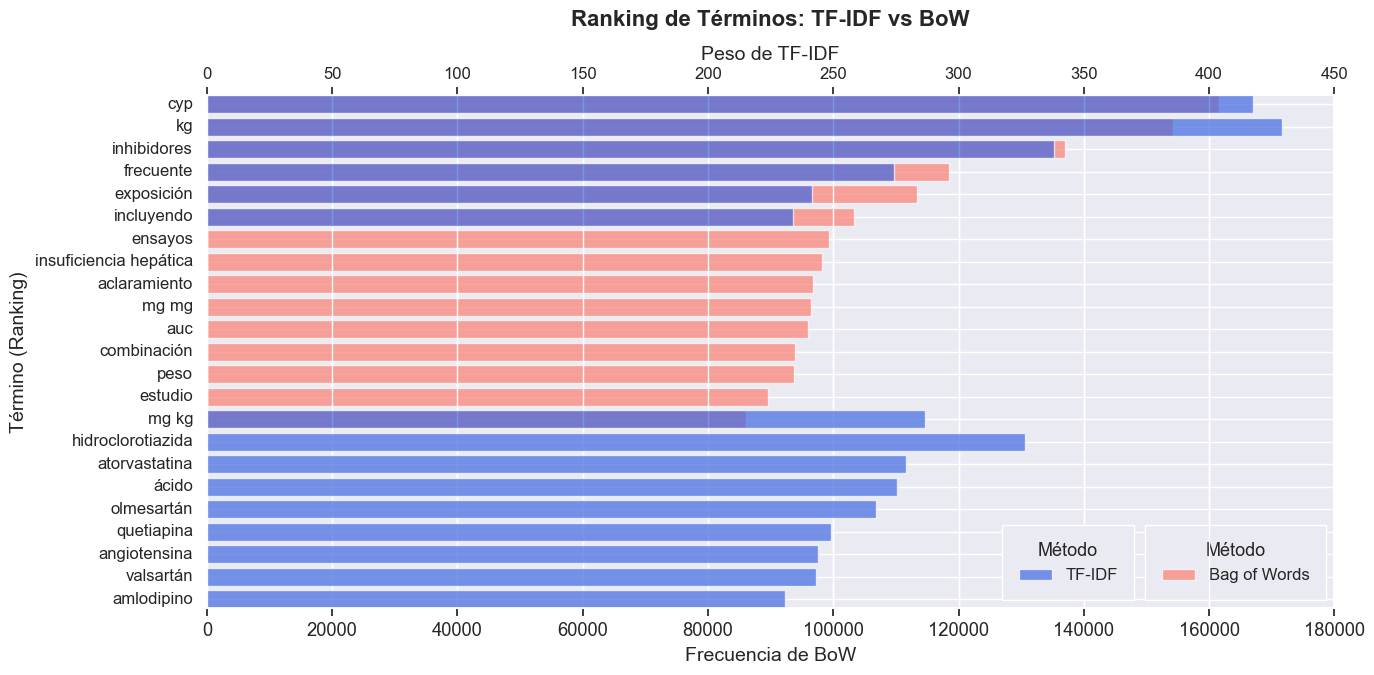 Ranking de Términos: TF-IDF vs BoW
Peso de TF-IDF
0 50 100 150 200 250 300 350 400 450
Término (Ranking)
cyp
kg
inhibidores
frecuente
exposición
incluyendo
ensayos
insuficiencia hepática
aclaramiento
mg mg
auc
combinación
peso
estudio
mg kg
hidroclorotiazida
atorvastatina
ácido
olmesartán
quetiapina
angiotensina
valsartán
amlodipino
Método
TF-IDF
Método
Bag of Words
0 20000 40000 60000 80000 100000 120000 140000 160000 180000
Frecuencia de BoW